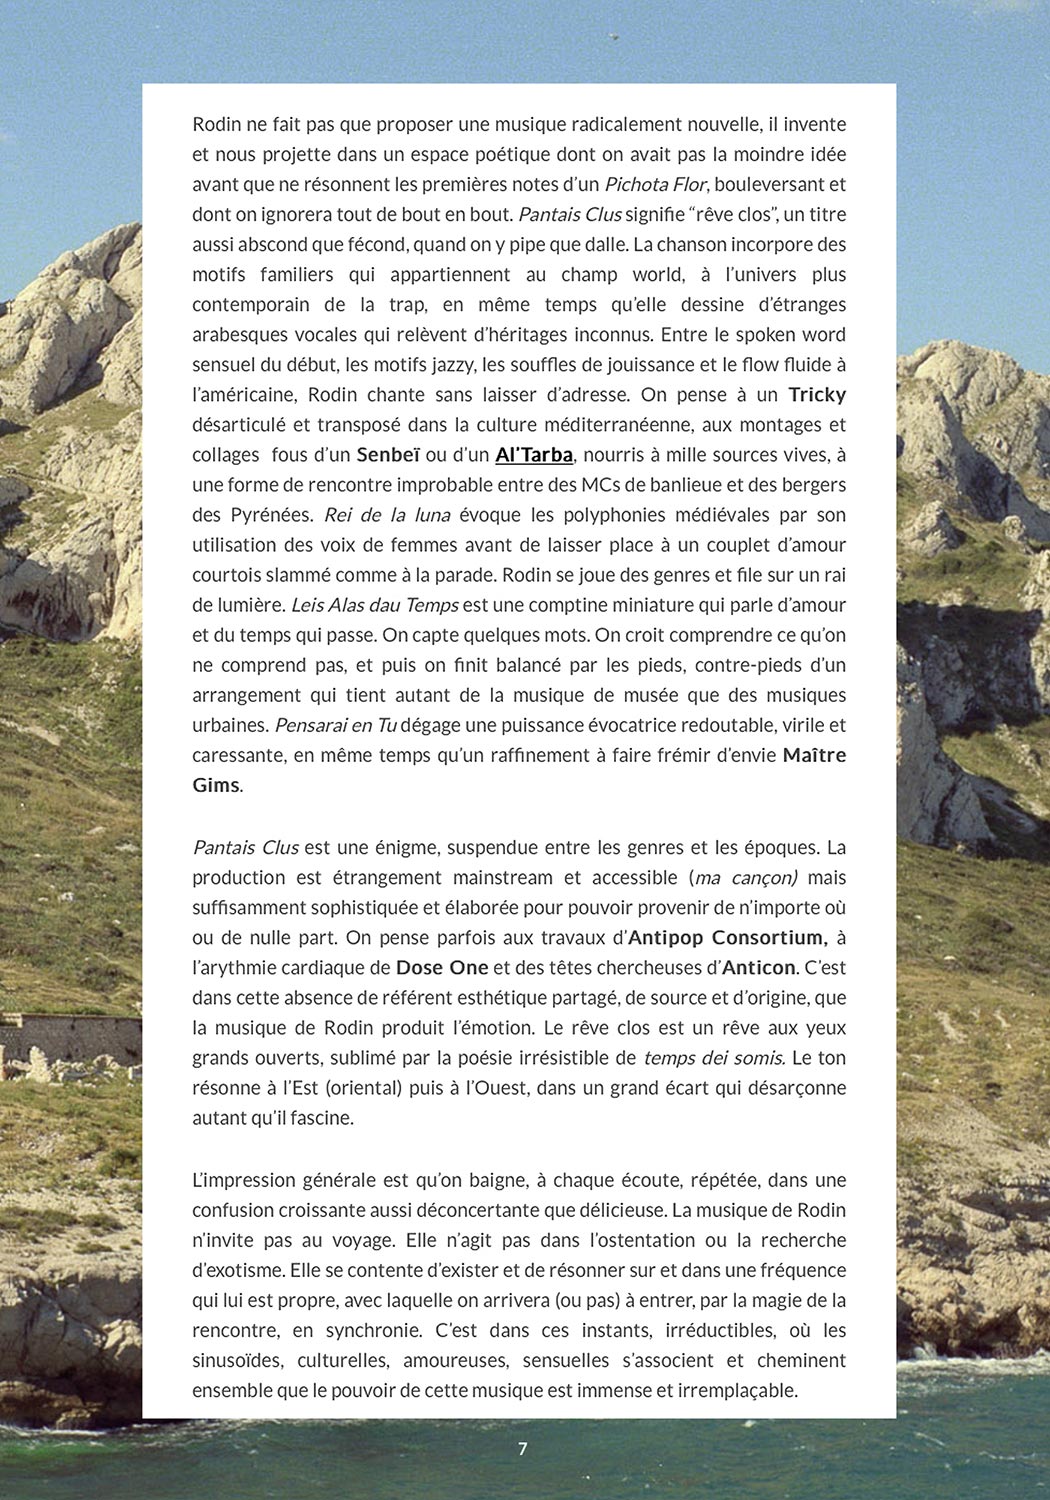 Rodin ne fait pas que proposer une musique radicalement nouvelle, il invente
et nous projette dans un espace poétique dont on avait pas la moindre idée
avant que ne résonnent les premières notes d’un Pichota Flor, bouleversant et
dont on ignorera tout de bout en bout. Pantais Clus signifie “rêve clos”, un titre
aussi abscond que fécond, quand on y pipe que dalle. La chanson incorpore des
motifs familiers qui appartiennent au champ world, à l’univers plus
contemporain de la trap, en même temps qu’elle dessine d’étranges
arabesques vocales qui relèvent d’héritages inconnus. Entre le spoken word
sensuel du début, les motifs jazzy, les souffles de jouissance et le flow fluide à
l’américaine, Rodin chante sans laisser d’adresse. On pense à un Tricky
désarticulé et transposé dans la culture méditerranéenne, aux montages et
collages fous d’un Senbeï ou d’un Al’Tarba, nourris à mille sources vives, à
une forme de rencontre improbable entre des MCs de banlieue et des bergers
des Pyrénées. Rei de la luna évoque les polyphonies médiévales par son
utilisation des voix de femmes avant de laisser place à un couplet d’amour
courtois slammé comme à la parade. Rodin se joue des genres et file sur un rai
de lumière. Leis Alas dau Temps est une comptine miniature qui parle d’amour
et du temps qui passe. On capte quelques mots. On croit comprendre ce qu’on
ne comprend pas, et puis on finit balancé par les pieds, contre-pieds d’un
arrangement qui tient autant de la musique de musée que des musiques
urbaines. Pensarai en Tu dégage une puissance évocatrice redoutable, virile et
caressante, en même temps qu’un raffinement à faire frémir d’envie Maître
Gims.
Pantais Clus est une énigme, suspendue entre les genres et les époques. La
production est étrangement mainstream et accessible (ma cançon) mais
suffisamment sophistiquée et élaborée pour pouvoir provenir de n’importe où
ou de nulle part. On pense parfois aux travaux d’Antipop Consortium, à
l’arythmie cardiaque de Dose One et des têtes chercheuses d’Anticon. C’est
dans cette absence de référent esthétique partagé, de source et d’origine, que
la musique de Rodin produit l’émotion. Le rêve clos est un rêve aux yeux
grands ouverts, sublimé par la poésie irrésistible de temps dei somis. Le ton
résonne à l’Est (oriental) puis à l’Ouest, dans un grand écart qui désarçonne
autant qu’il fascine.
L’impression générale est qu’on baigne, à chaque écoute, répétée, dans une
confusion croissante aussi déconcertante que délicieuse. La musique de Rodin
n’invite pas au voyage. Elle n’agit pas dans l’ostentation ou la recherche
d’exotisme. Elle se contente d’exister et de résonner sur et dans une fréquence
qui lui est propre, avec laquelle on arrivera (ou pas) à entrer, par la magie de la
rencontre, en synchronie. C’est dans ces instants, irréductibles, où les
sinusoïdes, culturelles, amoureuses, sensuelles s’associent et cheminent
ensemble que le pouvoir de cette musique est immense et irremplaçable.
7